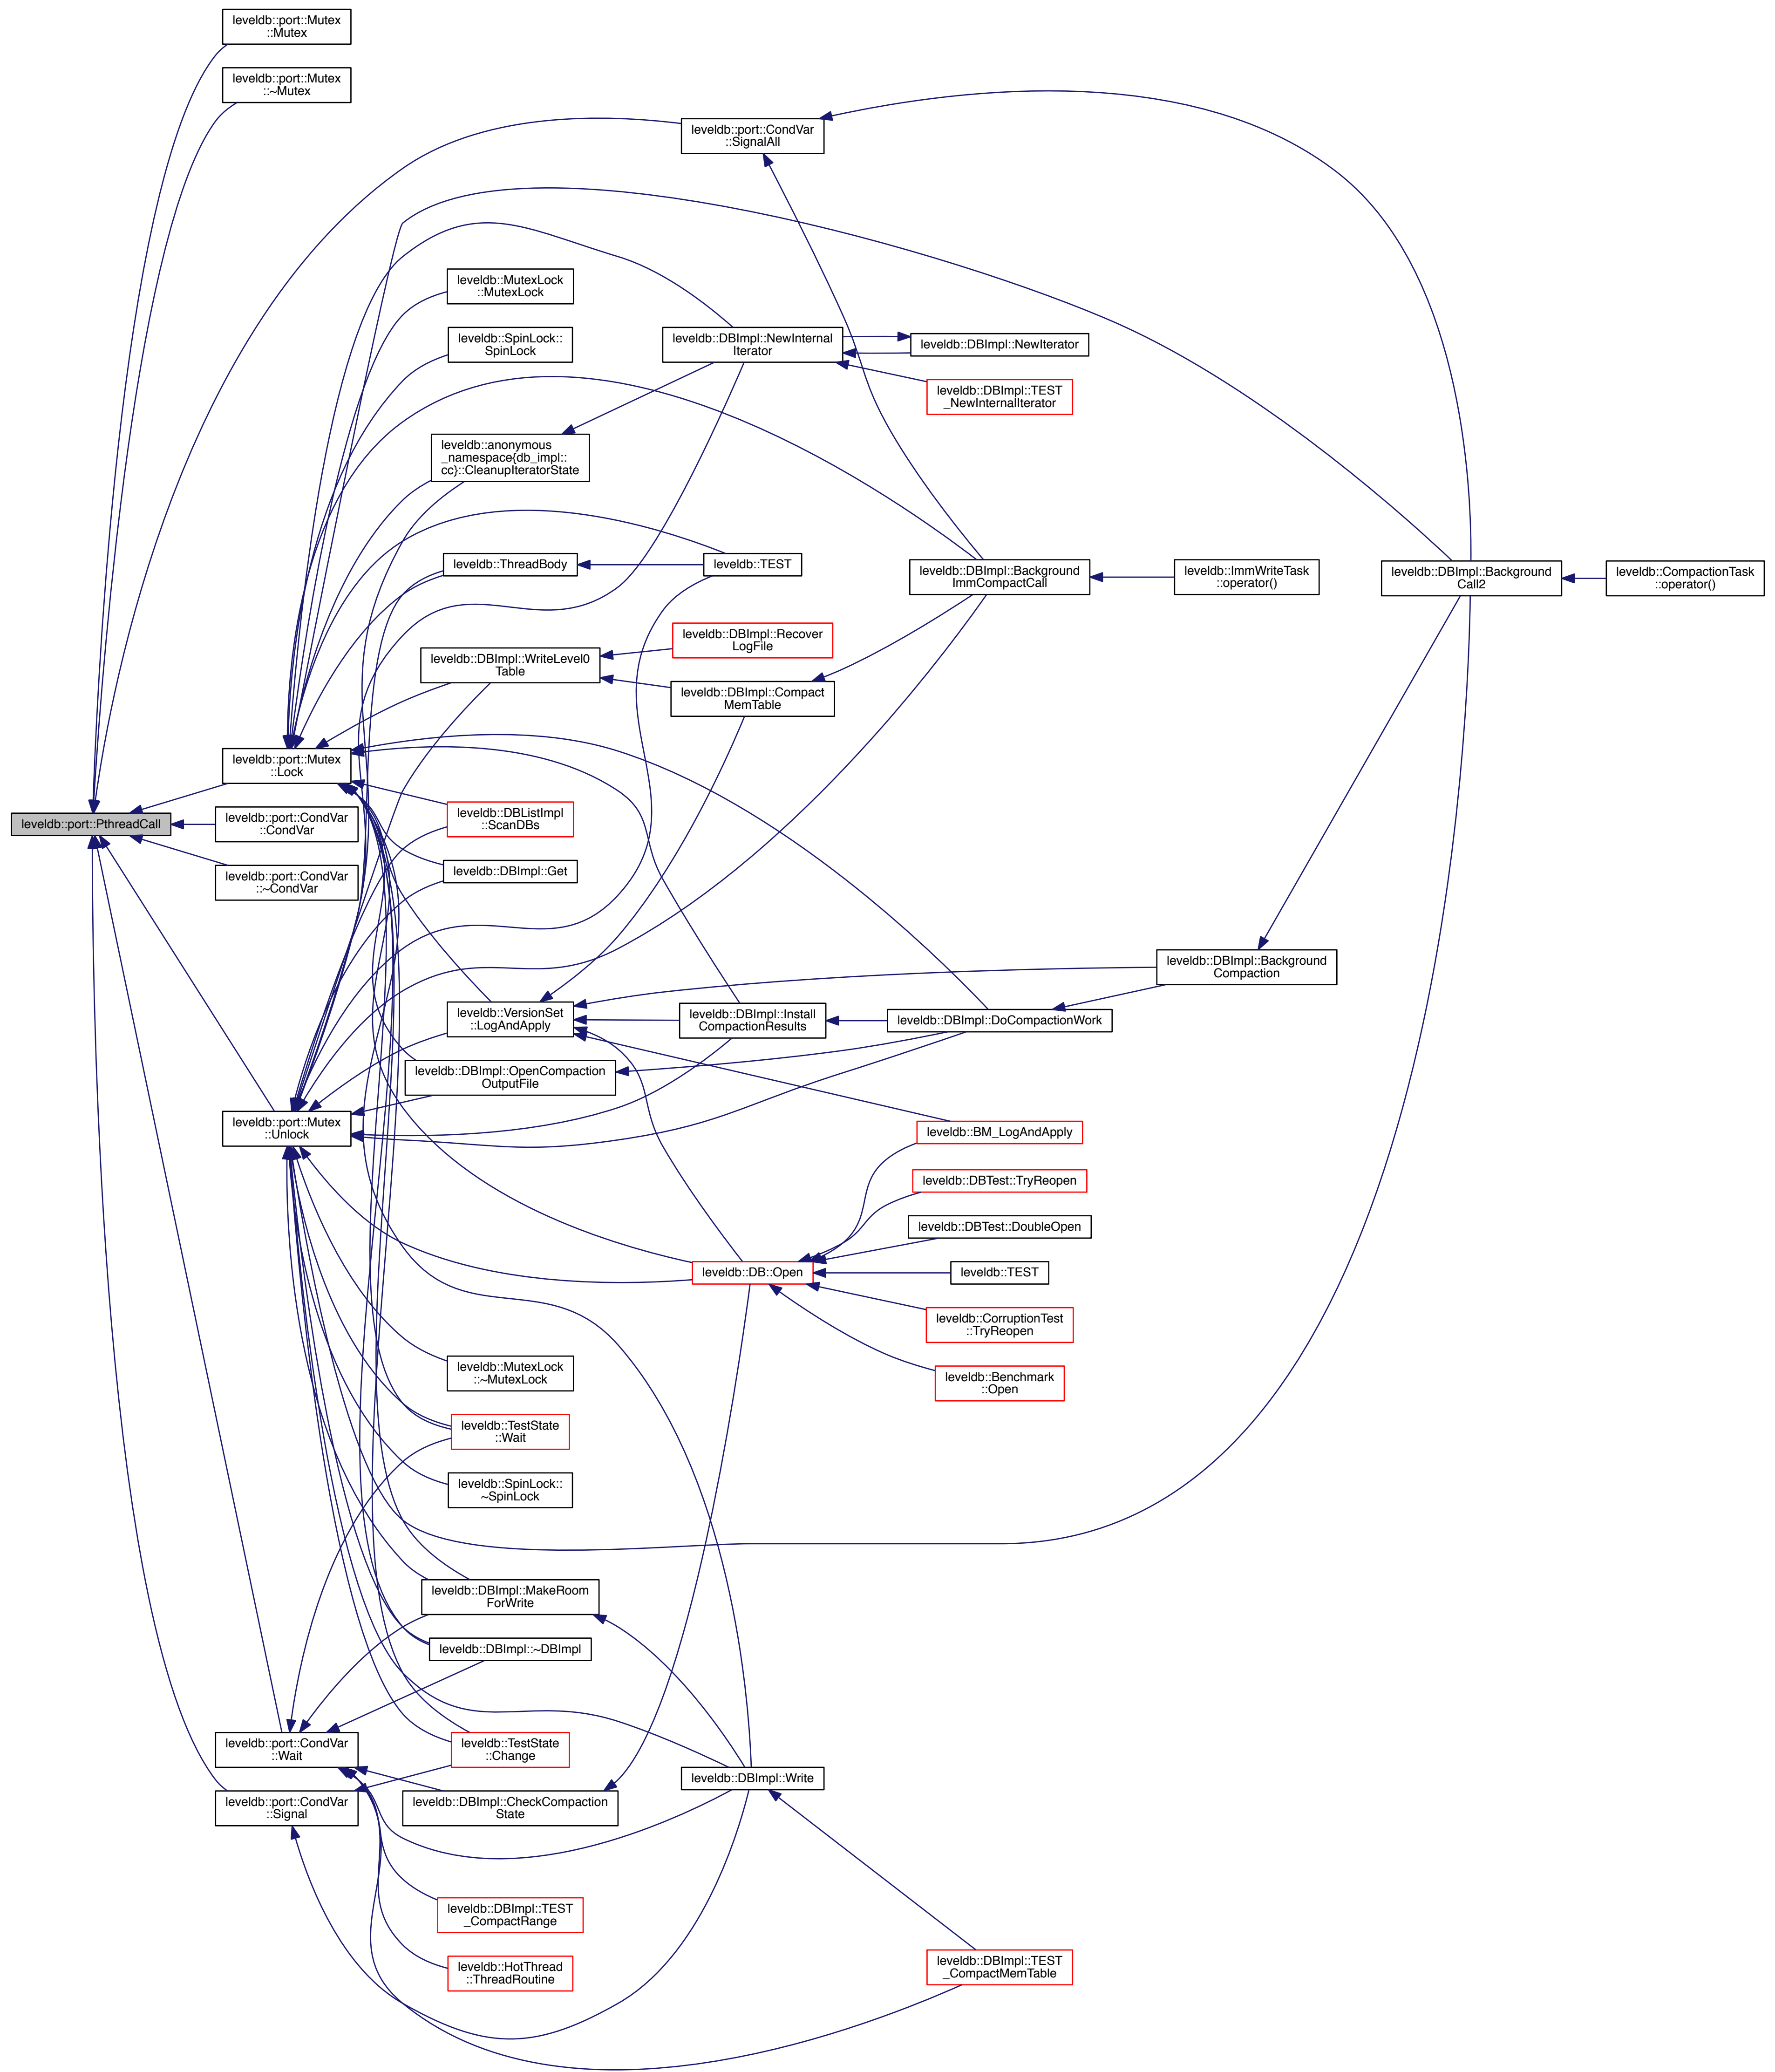 leveldb::port::Mutex
::Mutex
leveldb::port::Mutex
::~Mutex
leveldb::port::CondVar
::SignalAll
leveldb::MutexLock
::MutexLock
leveldb::SpinLock::
SpinLock
leveldb::DBImpl::NewInternal
Iterator
leveldb::DBImpl::NewIterator
leveldb::DBImpl::TEST
_NewInternalIterator
leveldb::anonymous
_namespace{db_impl::
cc}::CleanupIteratorState
leveldb::ThreadBody
leveldb::TEST
leveldb::DBImpl::Background
ImmCompactCall
leveldb::ImmWriteTask
::operator()
leveldb::DBImpl::Background
Call2
leveldb::CompactionTask
::operator()
leveldb::DBImpl::WriteLevel0
Table
leveldb::DBImpl::Recover
LogFile
leveldb::DBImpl::Compact
MemTable
leveldb::port::Mutex
::Lock
leveldb::port::PthreadCall
leveldb::port::CondVar
::CondVar
leveldb::port::CondVar
::~CondVar
leveldb::DBListImpl
::ScanDBs
leveldb::DBImpl::Get
leveldb::DBImpl::Background
Compaction
leveldb::VersionSet
::LogAndApply
leveldb::DBImpl::Install
CompactionResults
leveldb::DBImpl::DoCompactionWork
leveldb::DBImpl::OpenCompaction
OutputFile
leveldb::port::Mutex
::Unlock
leveldb::BM_LogAndApply
leveldb::DBTest::TryReopen
leveldb::DBTest::DoubleOpen
leveldb::DB::Open
leveldb::TEST
leveldb::CorruptionTest
::TryReopen
leveldb::Benchmark
::Open
leveldb::MutexLock
::~MutexLock
leveldb::TestState
::Wait
leveldb::SpinLock::
~SpinLock
leveldb::DBImpl::MakeRoom
ForWrite
leveldb::DBImpl::~DBImpl
leveldb::port::CondVar
::Wait
leveldb::TestState
::Change
leveldb::DBImpl::Write
leveldb::port::CondVar
::Signal
leveldb::DBImpl::CheckCompaction
State
leveldb::DBImpl::TEST
_CompactRange
leveldb::HotThread
::ThreadRoutine
leveldb::DBImpl::TEST
_CompactMemTable